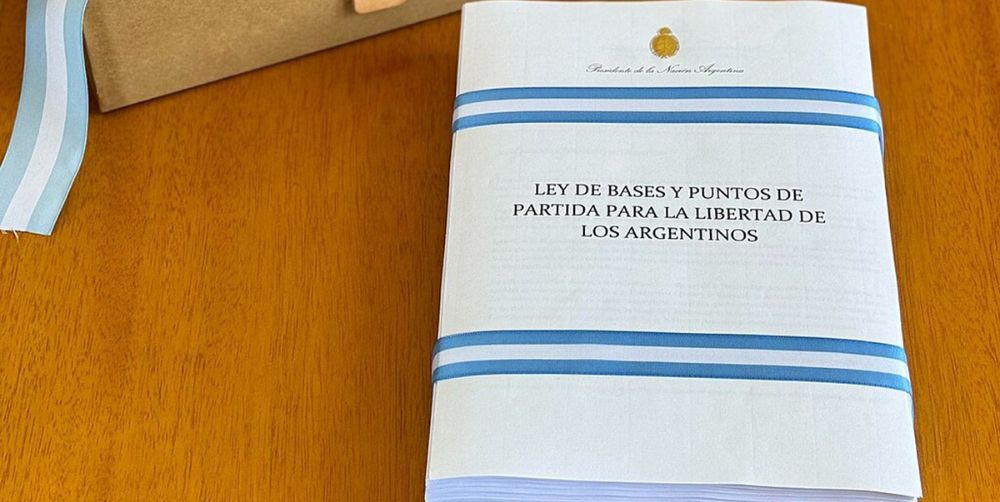 Presidente de la Nación Argentina
LEY DE BASES Y PUNTOS DE
PARTIDA PARA LA LIBERTAD DE
LOS ARGENTINOS